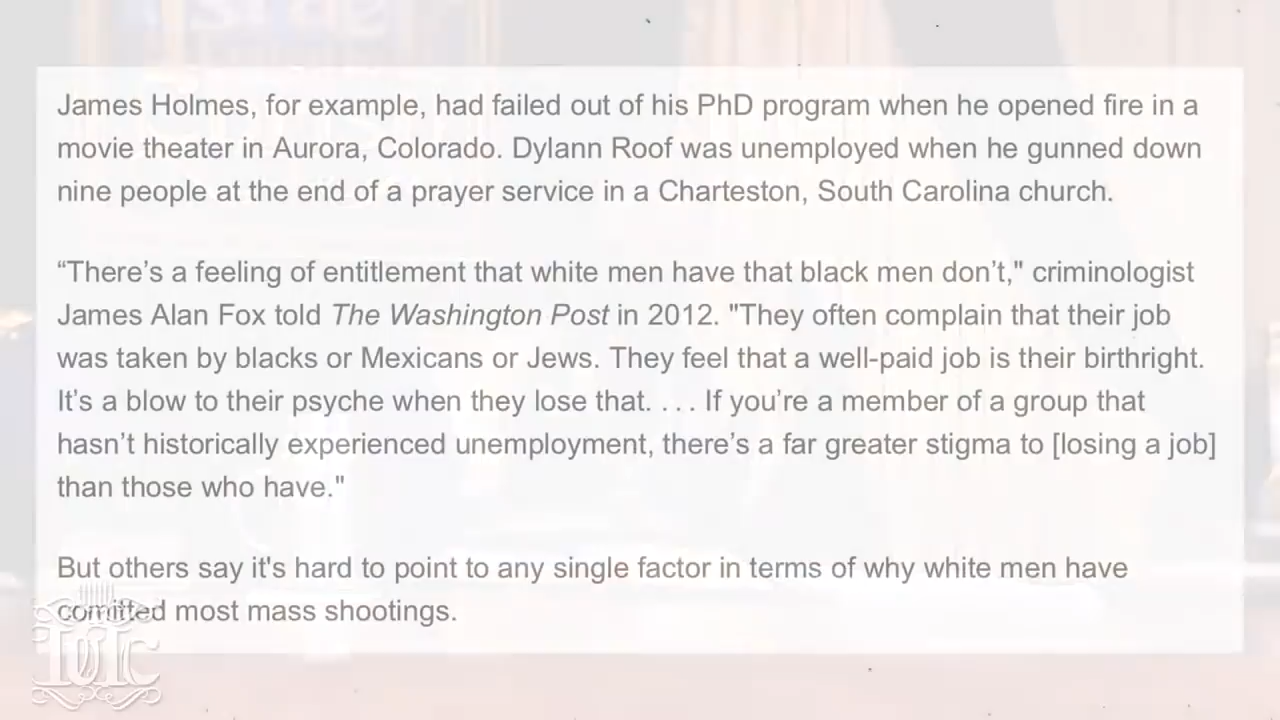 James Holmes, for example, had failed out of his PhD program when he opened fire in a
movie theater in Aurora, Colorado. Dylann Roof was unemployed when he gunned down
nine people at the end of a prayer service in a Charteston, South Carolina church.
“There’s a feeling of entitlement that white men have that black men don’t," criminologist
James Alan Fox told The Washington Post in 2012. "They often complain that their job
was taken by blacks or Mexicans or Jews. They feel that a well-paid job is their birthright.
It’s a blow to their psyche when they lose that. . . . If you’re a member of a group that
hasn’t historically experienced unemployment, there’s a far greater stigma to [losing a job]
than those who have."
But others say it's hard to point to any single factor in terms of why white men have
comitted most mass shootings.
IUIC